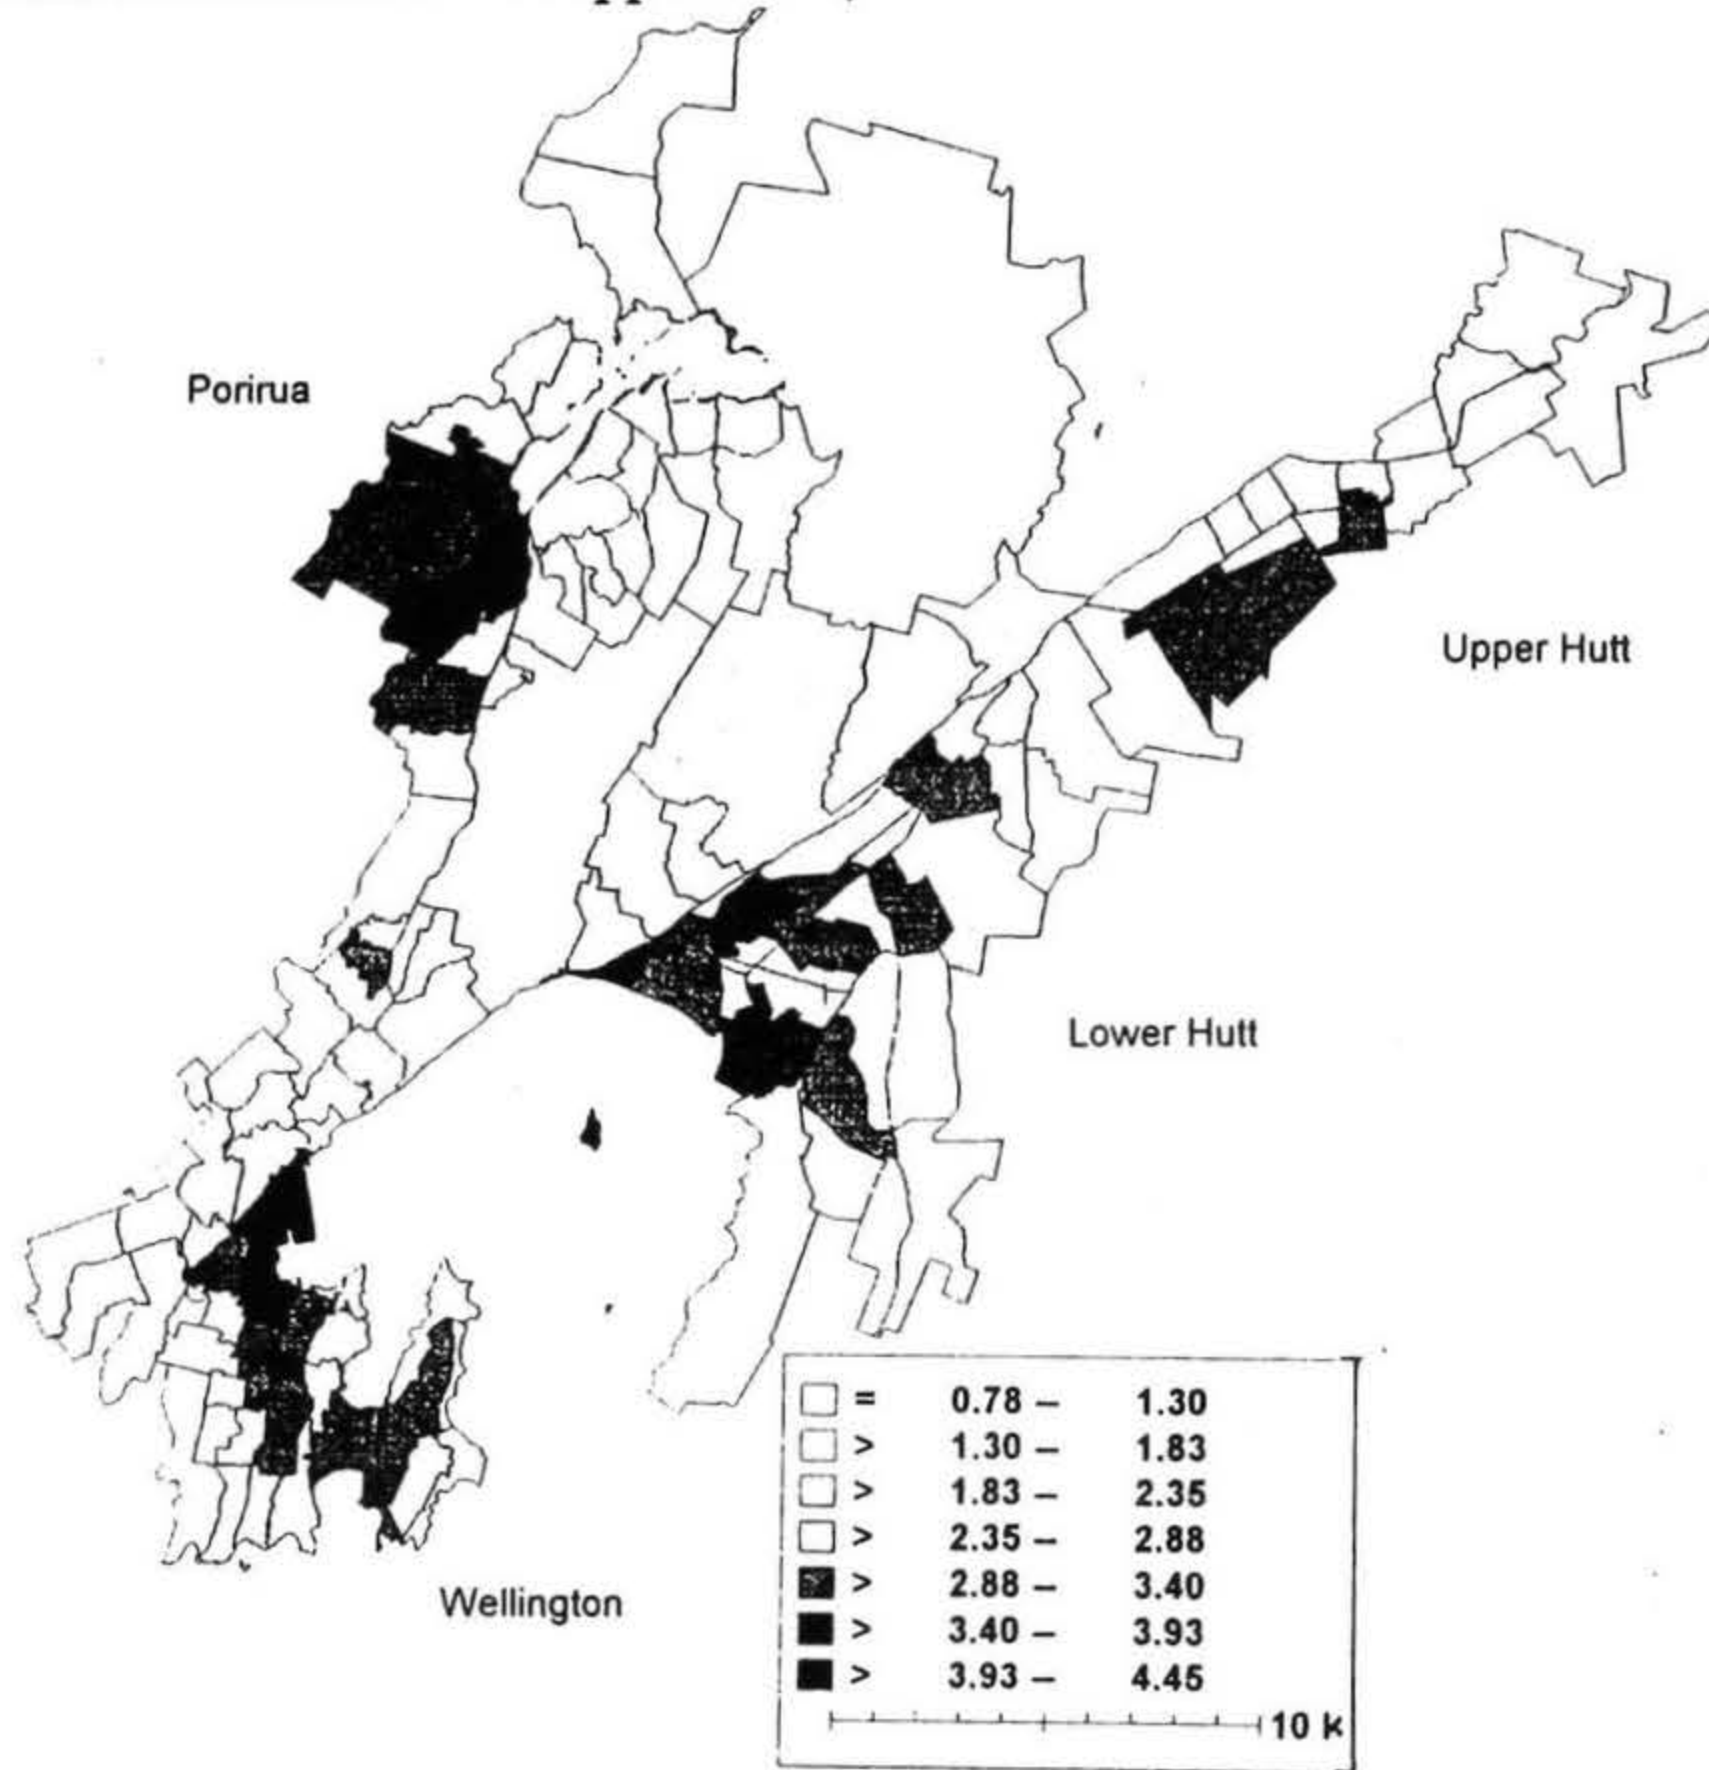 Porirua
Upper Hutt
Lower Hutt
Wellington
= 0.78 – 1.30
> 1.30 – 1.83
> 1.83 – 2.35
> 2.35 – 2.88
> 2.88 – 3.40
> 3.40 – 3.93
> 3.93 – 4.45
10 k